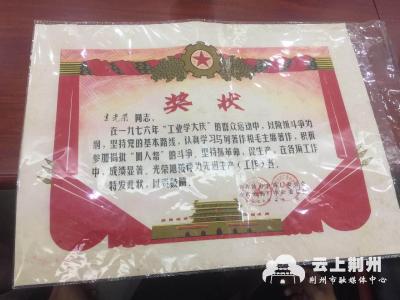 奖状
同志:
在一九七六年“工业学大庆”的群众运动中,以阶级斗争为
纲,坚持党的基本路线,认真学习马列著作和毛主席著作,积极
参加揭批“四人帮”的斗争,坚持抓革命,促生产,在各项工作
中,成绩显著,光荣地被评为先进生产(工作)者。
特发此状,以资鼓励。
云上荆州
荆州市融媒体中心